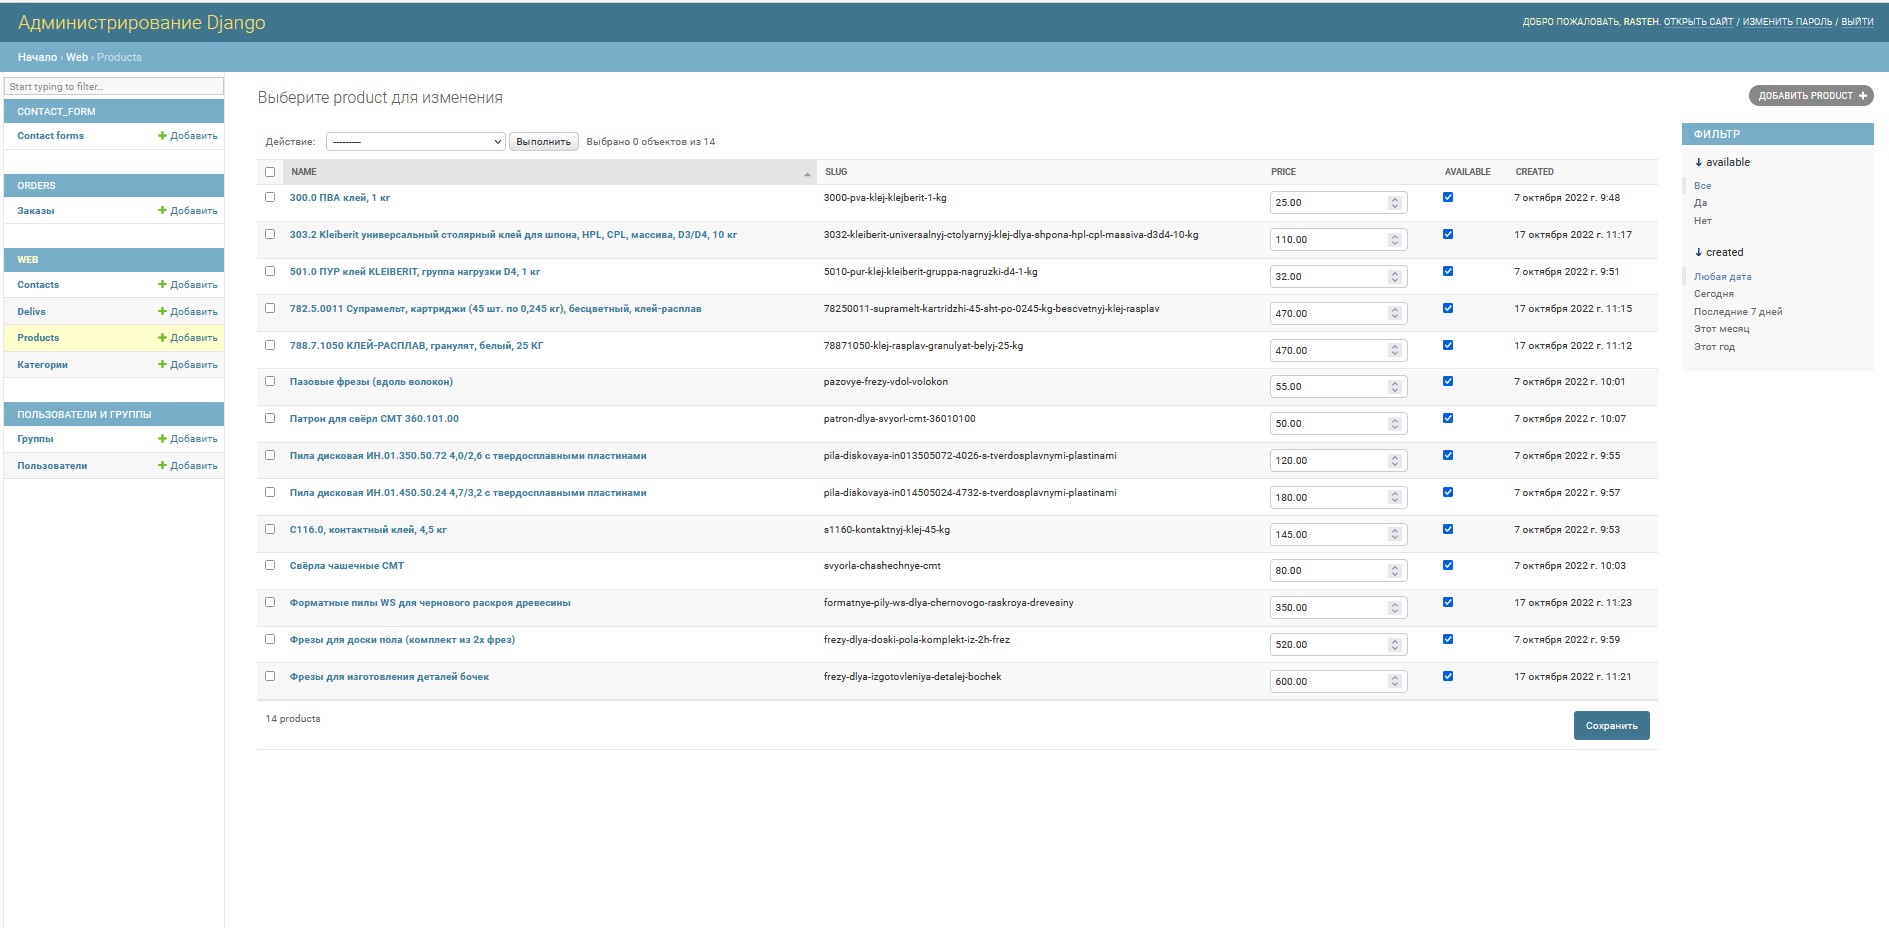 Администрирование Django
ДОБРО ПОЖАЛОВАТЬ, RASTEH. ОТКРЫТЬ САЙТ / ИЗМЕНИТЬ ПАРОЛЬ / ВЫЙТИ
Начало › Web › Products
Start typing to filter...
CONTACT_FORM
Contact forms Добавить
ORDERS
Заказы Добавить
WEB
Contacts Добавить
Delivs Добавить
Products Добавить
Категории Добавить
ПОЛЬЗОВАТЕЛИ И ГРУППЫ
Группы Добавить
Пользователи Добавить
Выберите product для изменения
ДОБАВИТЬ PRODUCT +
Действие: --------- Выполнить Выбрано 0 объектов из 14
NAME SLUG PRICE AVAILABLE CREATED
300.0 ПВА клей, 1 кг 3000-pva-klej-klejberit-1-kg 25.00 7 октября 2022 г. 9:48
303.2 Kleiberit универсальный столярный клей для шпона, HPL, CPL, массива, D3/D4, 10 кг 3032-kleiberit-universalnyj-ctolyarnyj-klej-dlya-shpona-hpl-cpl-massiva-d3d4-10-kg 110.00 17 октября 2022 г. 11:17
501.0 ПУР клей KLEIBERIT, группа нагрузки D4, 1 кг 5010-pur-klej-kleiberit-gruppa-nagruzki-d4-1-kg 32.00 7 октября 2022 г. 9:51
782.5.0011 Супрамельт, картриджи (45 шт. по 0,245 кг), бесцветный, клей-расплав 78250011-supramelt-kartridzhi-45-sht-po-0245-kg-bescvetnyj-klej-rasplav 470.00 17 октября 2022 г. 11:15
788.7.1050 КЛЕЙ-РАСПЛАВ, гранулят, белый, 25 КГ 78871050-klej-rasplav-granulyat-belyj-25-kg 470.00 17 октября 2022 г. 11:12
Пазовые фрезы (вдоль волокон) pazovye-frezy-vdol-volokon 55.00 7 октября 2022 г. 10:01
Патрон для свёрл СМТ 360.101.00 patron-dlya-svyorl-cmt-36010100 50.00 7 октября 2022 г. 10:07
Пила дисковая ИН.01.350.50.72 4,0/2,6 с твердосплавными пластинами pila-diskovaya-in013505072-4026-s-tverdosplavnymi-plastinami 120.00 7 октября 2022 г. 9:55
Пила дисковая ИН.01.450.50.24 4,7/3,2 с твердосплавными пластинами pila-diskovaya-in014505024-4732-s-tverdosplavnymi-plastinami 180.00 7 октября 2022 г. 9:57
С116.0, контактный клей, 4,5 кг s1160-kontaktnyj-klej-45-kg 145.00 7 октября 2022 г. 9:53
Свёрла чашечные СМТ svyorla-chashechnye-cmt 80.00 7 октября 2022 г. 10:03
Форматные пилы WS для чернового раскроя древесины formatnye-pily-ws-dlya-chernovogo-raskroya-drevesiny 350.00 17 октября 2022 г. 11:23
Фрезы для доски пола (комплект из 2х фрез) frezy-dlya-doski-pola-komplekt-iz-2h-frez 520.00 7 октября 2022 г. 9:59
Фрезы для изготовления деталей бочек frezy-dlya-izgotovleniya-detalej-bochek 600.00 17 октября 2022 г. 11:21
14 products
Сохранить
ФИЛЬТР
↓ available
Все
Да
Нет
↓ created
Любая дата
Сегодня
Последние 7 дней
Этот месяц
Этот год